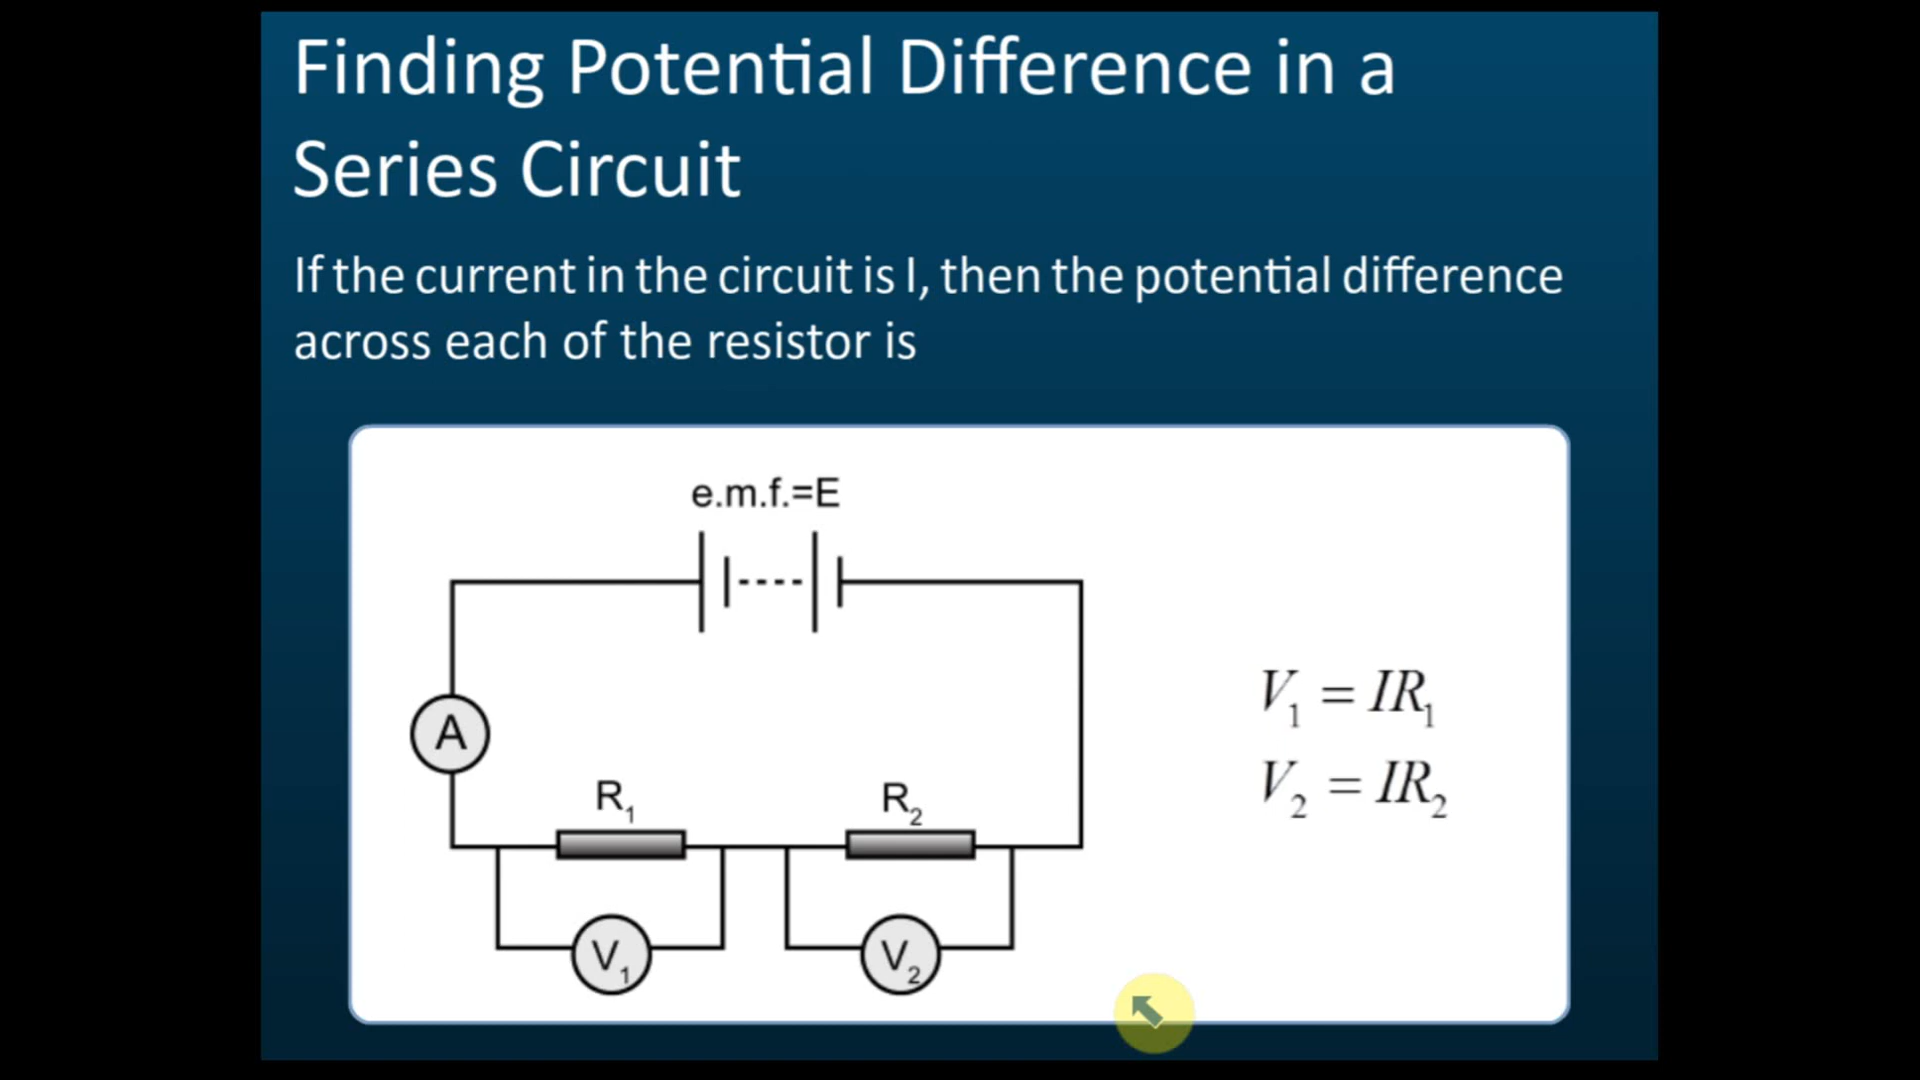 Finding Potential Difference in a
Series Circuit
If the current in the circuit is I, then the potential difference
across each of the resistor is
e.m.f.=E
A
R₁
R₂
V₁
V₂
V₁ = IR₁
V₂ = IR₂